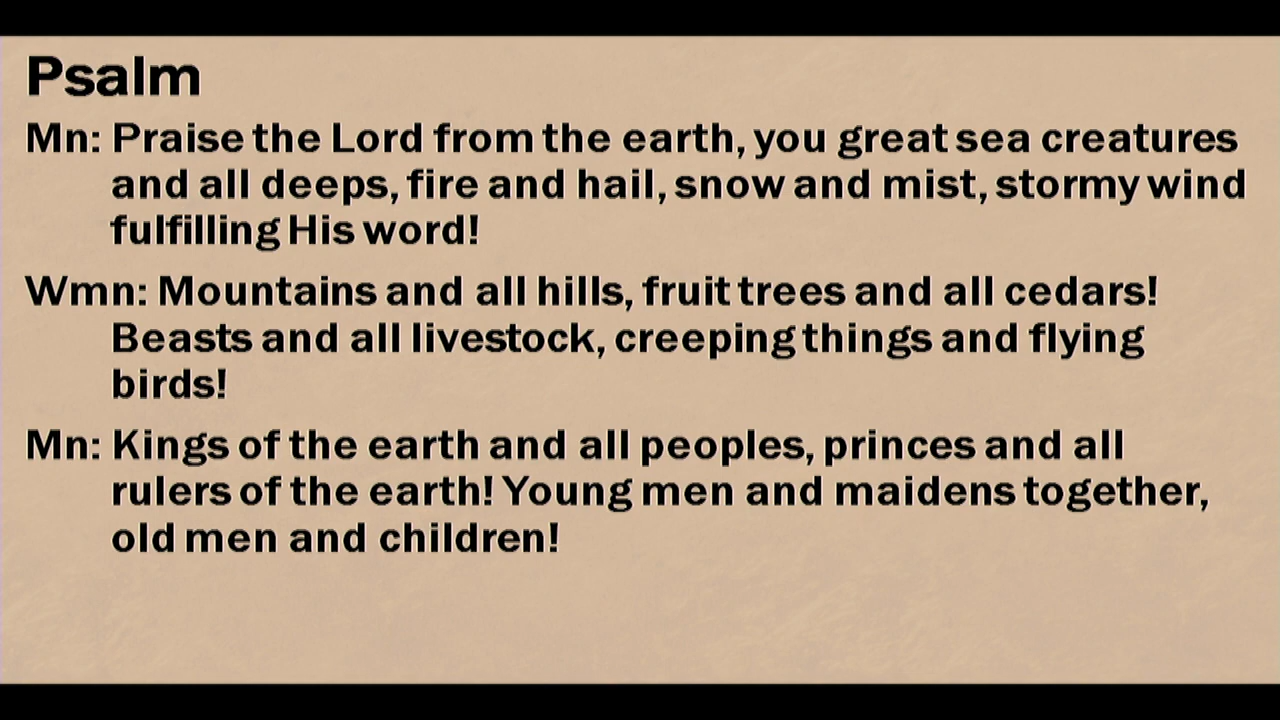 Psalm
Mn: Praise the Lord from the earth, you great sea creatures
and all deeps, fire and hail, snow and mist, stormy wind
fulfilling His word!
Wmn: Mountains and all hills, fruit trees and all cedars!
Beasts and all livestock, creeping things and flying
birds!
Mn: Kings of the earth and all peoples, princes and all
rulers of the earth! Young men and maidens together,
old men and children!